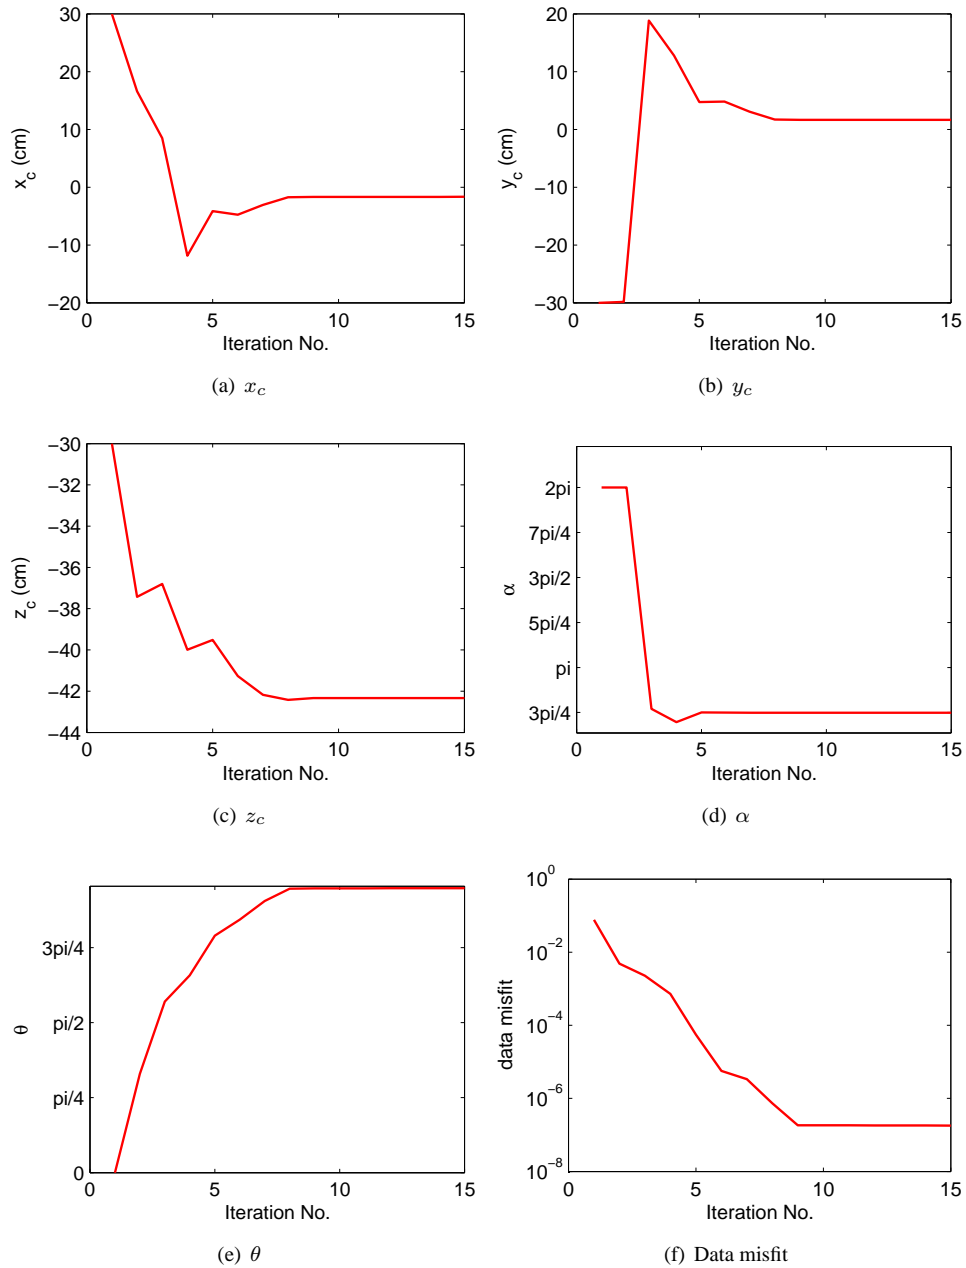 30
20
10
0
−10
−20
x_c (cm)
0 5 10 15
Iteration No.
(a) x_c
20
10
0
−10
−20
−30
y_c (cm)
0 5 10 15
Iteration No.
(b) y_c
−30
−32
−34
−36
−38
−40
−42
−44
z_c (cm)
0 5 10 15
Iteration No.
(c) z_c
2pi
7pi/4
3pi/2
5pi/4
pi
3pi/4
α
0 5 10 15
Iteration No.
(d) α
3pi/4
pi/2
pi/4
0
θ
0 5 10 15
Iteration No.
(e) θ
10^0
10^−2
10^−4
10^−6
10^−8
data misfit
0 5 10 15
Iteration No.
(f) Data misfit